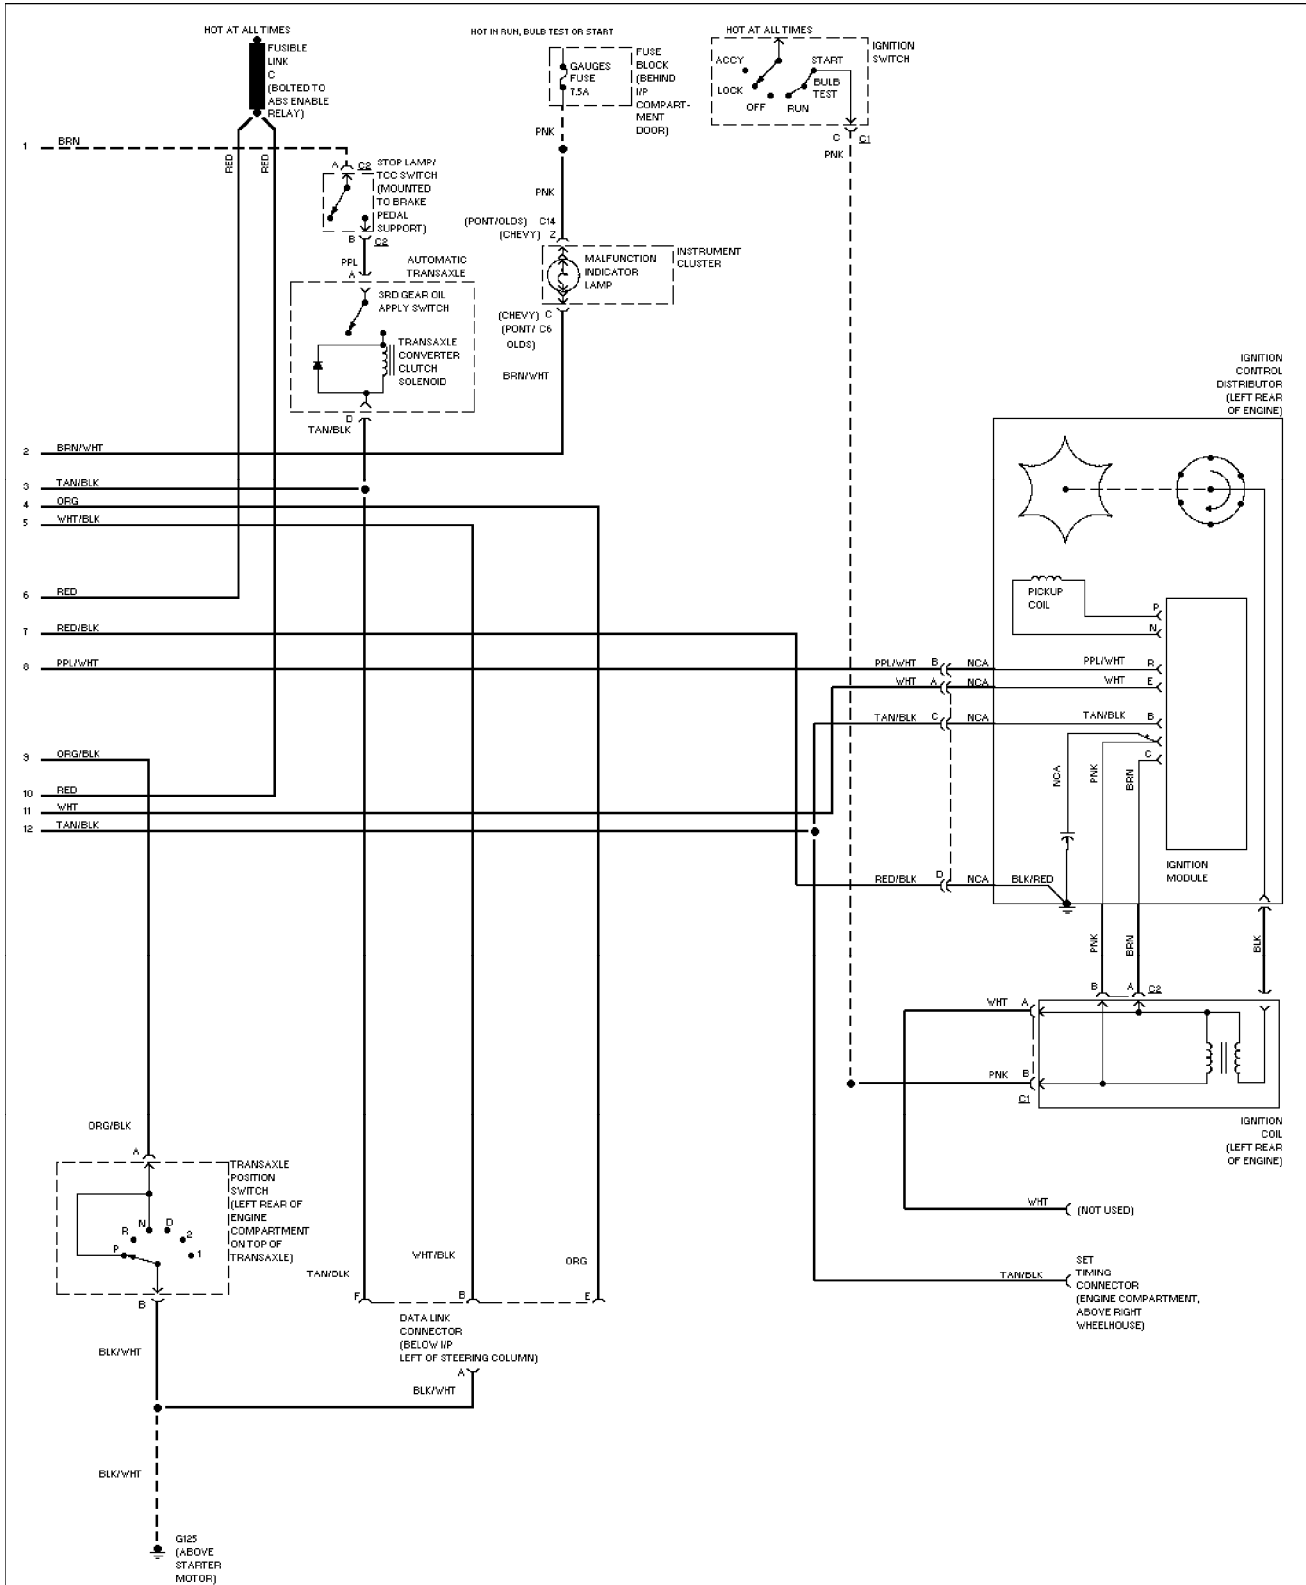 HOT AT ALL TIMES
FUSIBLE
LINK
C
(BOLTED TO
ABS ENABLE
RELAY)
HOT IN RUN, BULB TEST OR START
GAUGES
FUSE
7.5A
FUSE
BLOCK
(BEHIND
I/P
COMPART-
MENT
DOOR)
HOT AT ALL TIMES
IGNITION
SWITCH
ACCY
LOCK
OFF
RUN
BULB
TEST
START
C C1
PNK
PNK
PNK
1 BRN
RED
RED
A C2
STOP LAMP/
TCC SWITCH
(MOUNTED
TO BRAKE
PEDAL
SUPPORT)
B C2
PPL
A
AUTOMATIC
TRANSAXLE
3RD GEAR OIL
APPLY SWITCH
TRANSAXLE
CONVERTER
CLUTCH
SOLENOID
D
TAN/BLK
(PONT/OLDS) C14
(CHEVY) Z
MALFUNCTION
INDICATOR
LAMP
INSTRUMENT
CLUSTER
(CHEVY) C
(PONT/ C6
OLDS)
BRN/WHT
IGNITION
CONTROL
DISTRIBUTOR
(LEFT REAR
OF ENGINE)
2 BRN/WHT
3 TAN/BLK
4 ORG
5 WHT/BLK
6 RED
7 RED/BLK
8 PPL/WHT
9 ORG/BLK
10 RED
11 WHT
12 TAN/BLK
PICKUP
COIL
P
N
PPL/WHT B NCA PPL/WHT R
WHT A NCA WHT E
TAN/BLK C NCA TAN/BLK B
+
C
NCA
PNK
BRN
IGNITION
MODULE
RED/BLK D NCA BLK/RED
PNK
BRN
BLK
B A C2
WHT A
PNK B
C1
IGNITION
COIL
(LEFT REAR
OF ENGINE)
WHT (NOT USED)
TAN/BLK
SET
TIMING
CONNECTOR
(ENGINE COMPARTMENT,
ABOVE RIGHT
WHEELHOUSE)
ORG/BLK
A
TRANSAXLE
POSITION
SWITCH
(LEFT REAR OF
ENGINE
COMPARTMENT
ON TOP OF
TRANSAXLE)
P
R
N
D
2
1
B
BLK/WHT
TAN/BLK
WHT/BLK
ORG
F B E
DATA LINK
CONNECTOR
(BELOW I/P
LEFT OF STEERING COLUMN)
A
BLK/WHT
BLK/WHT
G125
(ABOVE
STARTER
MOTOR)